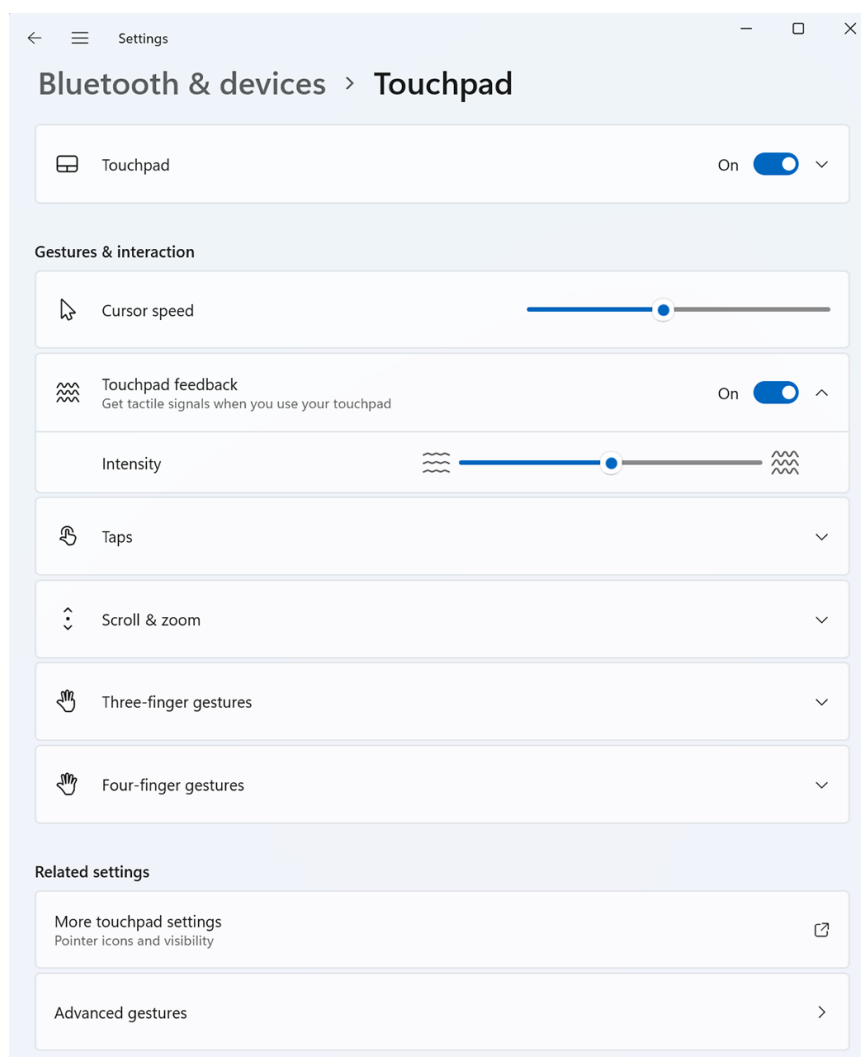 Settings
Bluetooth & devices > Touchpad
Touchpad On
Gestures & interaction
Cursor speed
Touchpad feedback
Get tactile signals when you use your touchpad
On
Intensity
Taps
Scroll & zoom
Three-finger gestures
Four-finger gestures
Related settings
More touchpad settings
Pointer icons and visibility
Advanced gestures